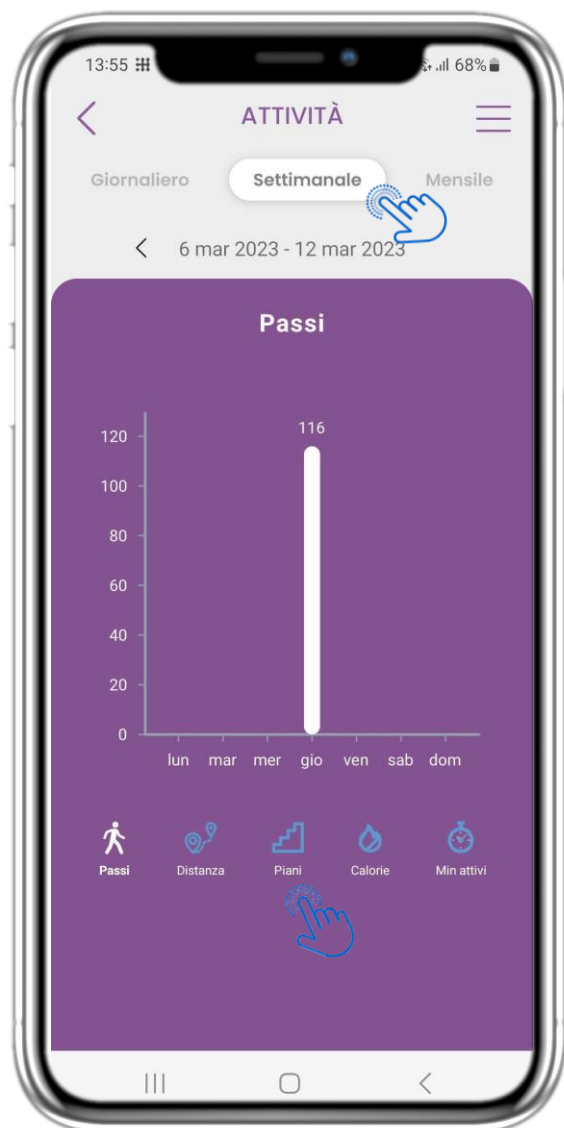 13:55 68%
ATTIVITÀ
Giornaliero Settimanale Mensile
6 mar 2023 - 12 mar 2023
Passi
116
120
100
80
60
40
20
0
lun mar mer gio ven sab dom
Passi Distanza Piani Calorie Min attivi